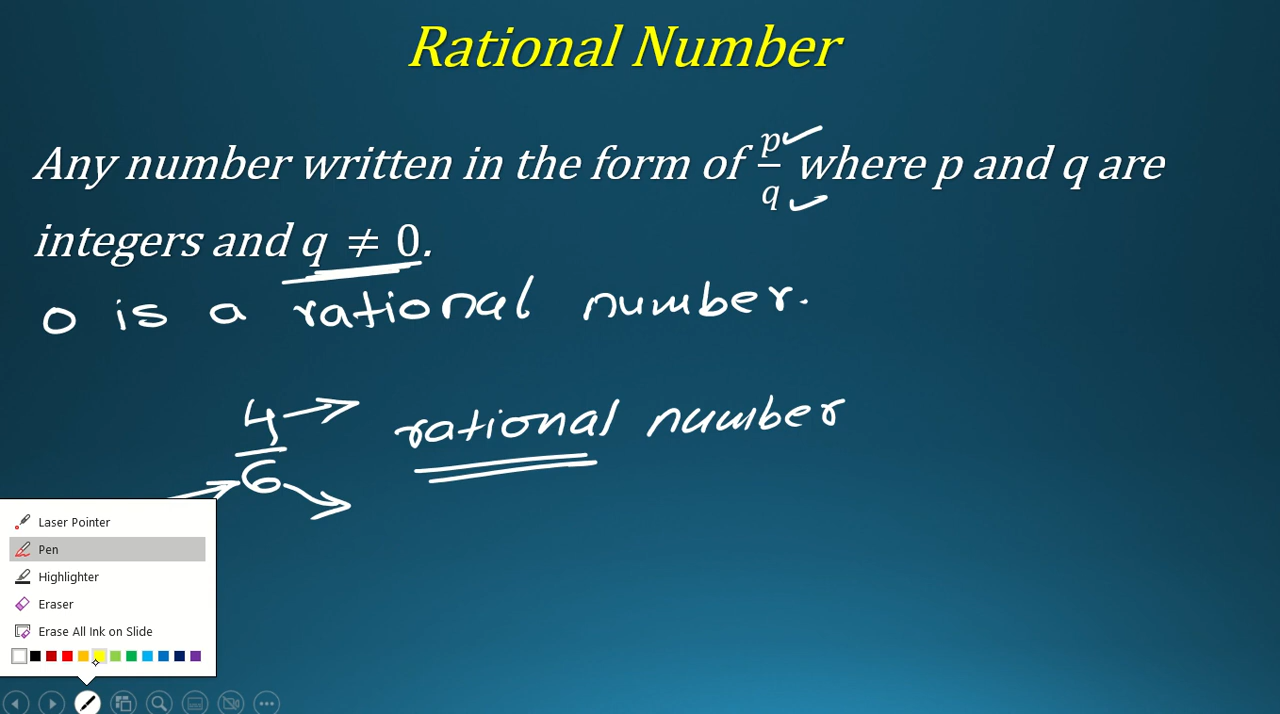 Rational Number
Any number written in the form of p/q where p and q are
integers and q ≠ 0.
0 is a rational number.
4/6 rational number
Laser Pointer
Pen
Highlighter
Eraser
Erase All Ink on Slide